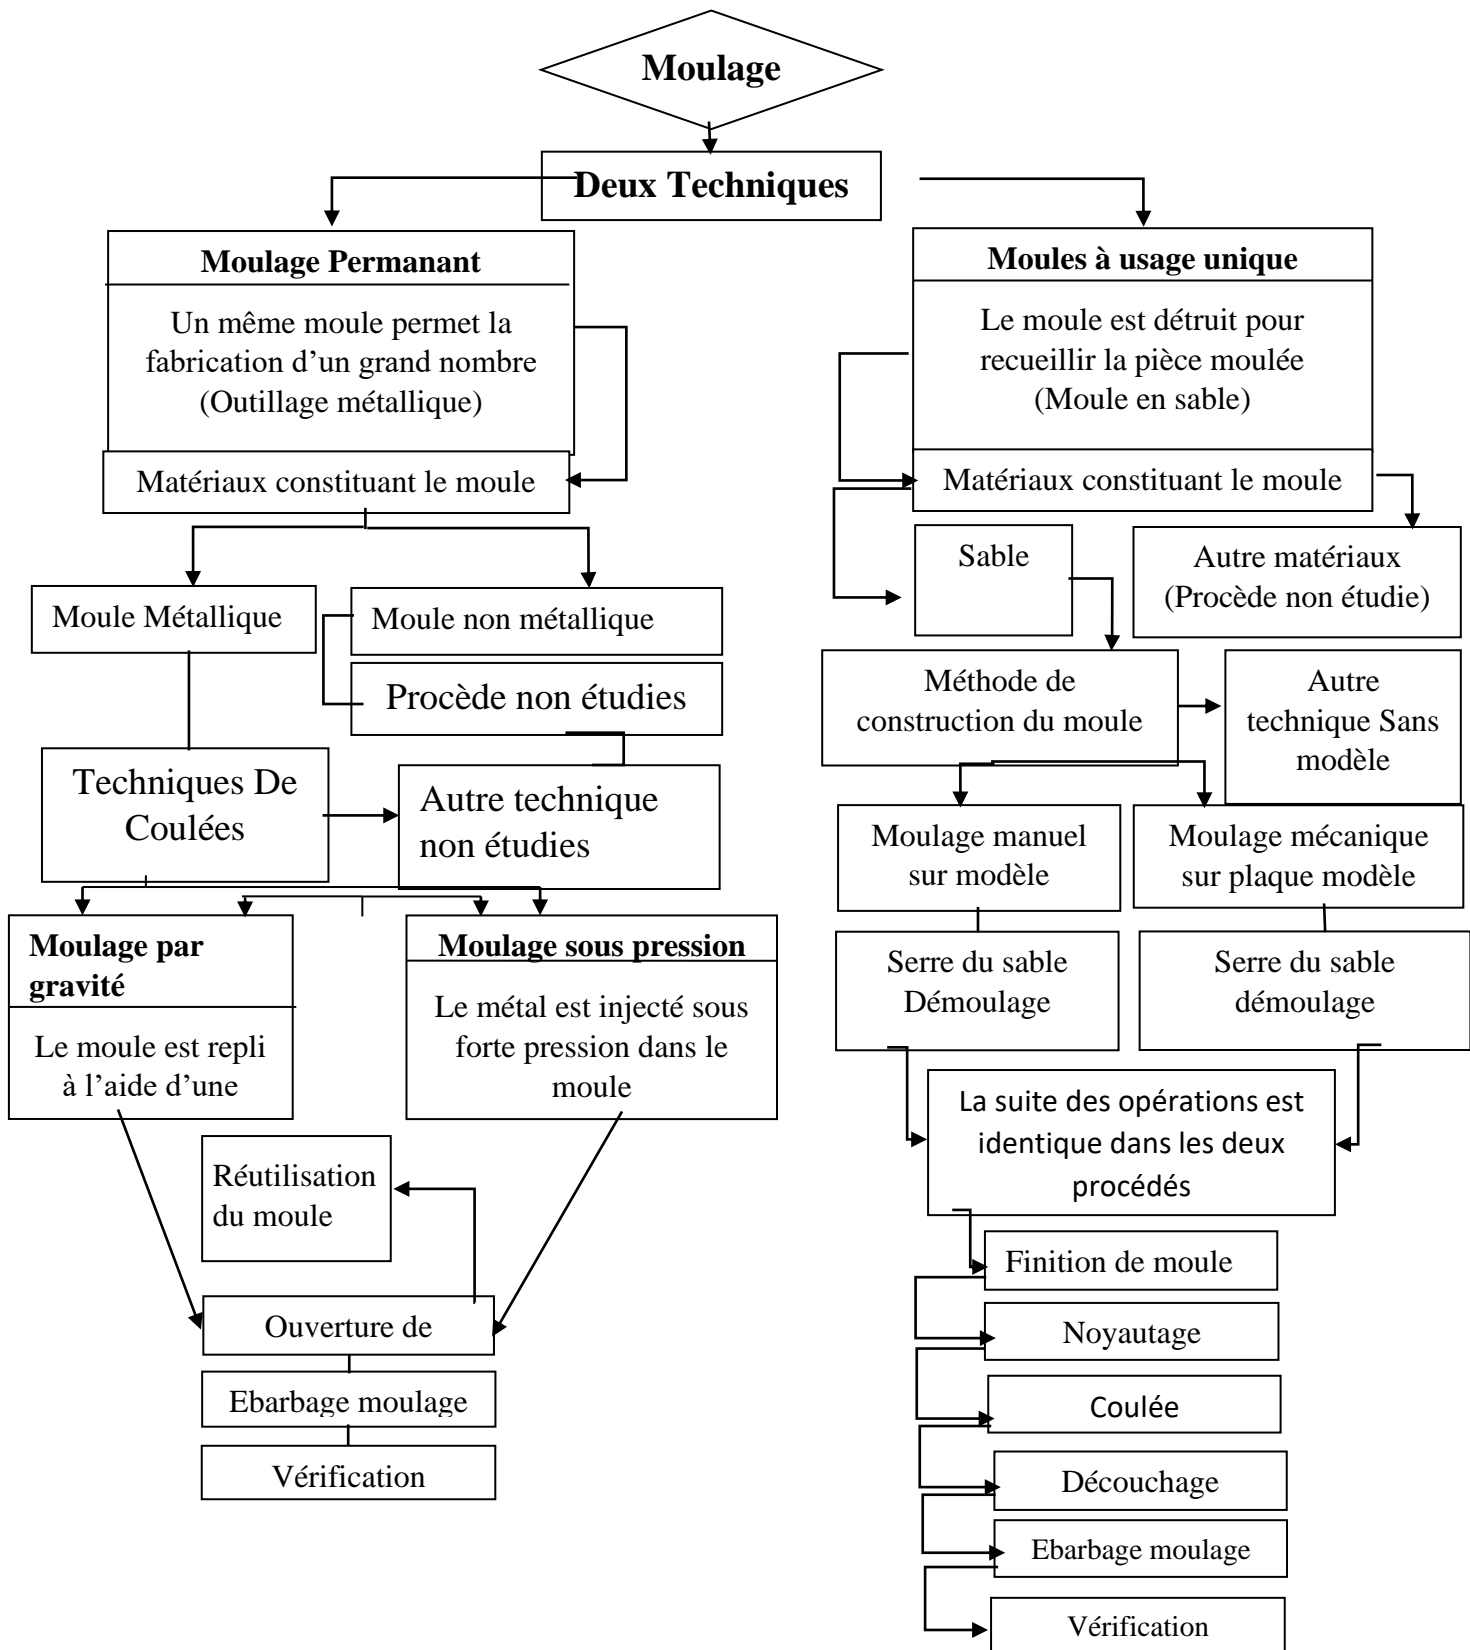 Moulage
Deux Techniques
Moulage Permanant
Un même moule permet la
fabrication d’un grand nombre
(Outillage métallique)
Matériaux constituant le moule
Moule Métallique
Moule non métallique
Procède non étudies
Techniques De
Coulées
Autre technique
non étudies
Moulage par
gravité
Le moule est repli
à l’aide d’une
Moulage sous pression
Le métal est injecté sous
forte pression dans le
moule
Réutilisation
du moule
Ouverture de
Ebarbage moulage
Vérification
Moules à usage unique
Le moule est détruit pour
recueillir la pièce moulée
(Moule en sable)
Matériaux constituant le moule
Sable
Autre matériaux
(Procède non étudie)
Méthode de
construction du moule
Autre
technique Sans
modèle
Moulage manuel
sur modèle
Moulage mécanique
sur plaque modèle
Serre du sable
Démoulage
Serre du sable
démoulage
La suite des opérations est
identique dans les deux
procédés
Finition de moule
Noyautage
Coulée
Découchage
Ebarbage moulage
Vérification